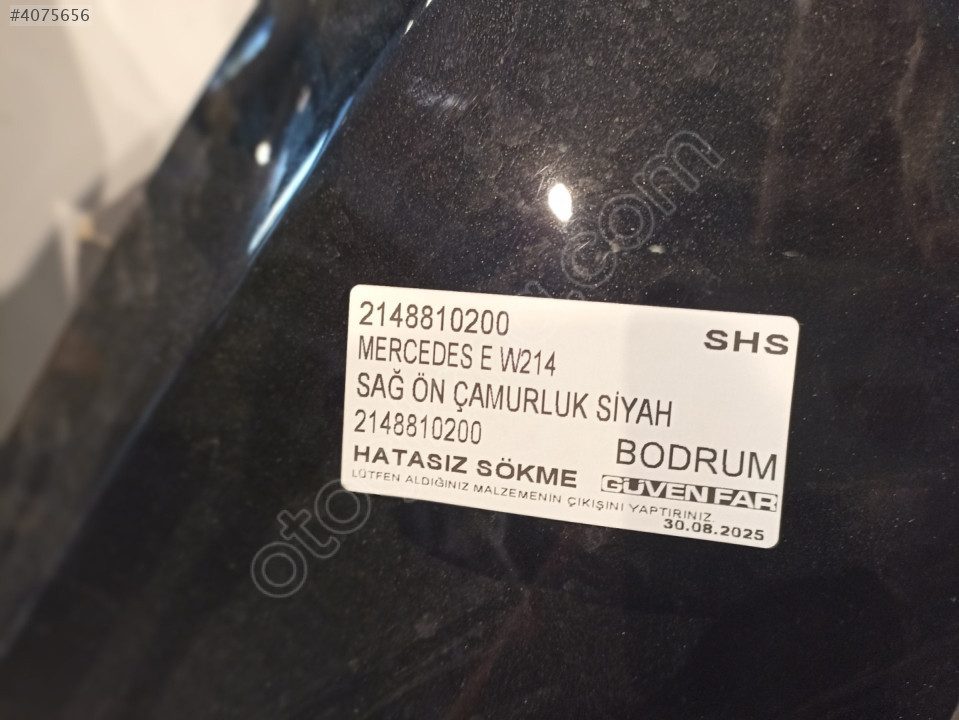 #4075656
2148810200
SHS
MERCEDES E W214
SAĞ ÖN ÇAMURLUK SİYAH
2148810200
BODRUM
HATASIZ SÖKME
GÜVEN FAR
LÜTFEN ALDIĞINIZ MALZEMENİN ÇIKIŞINI YAPTIRINIZ
30.08.2025